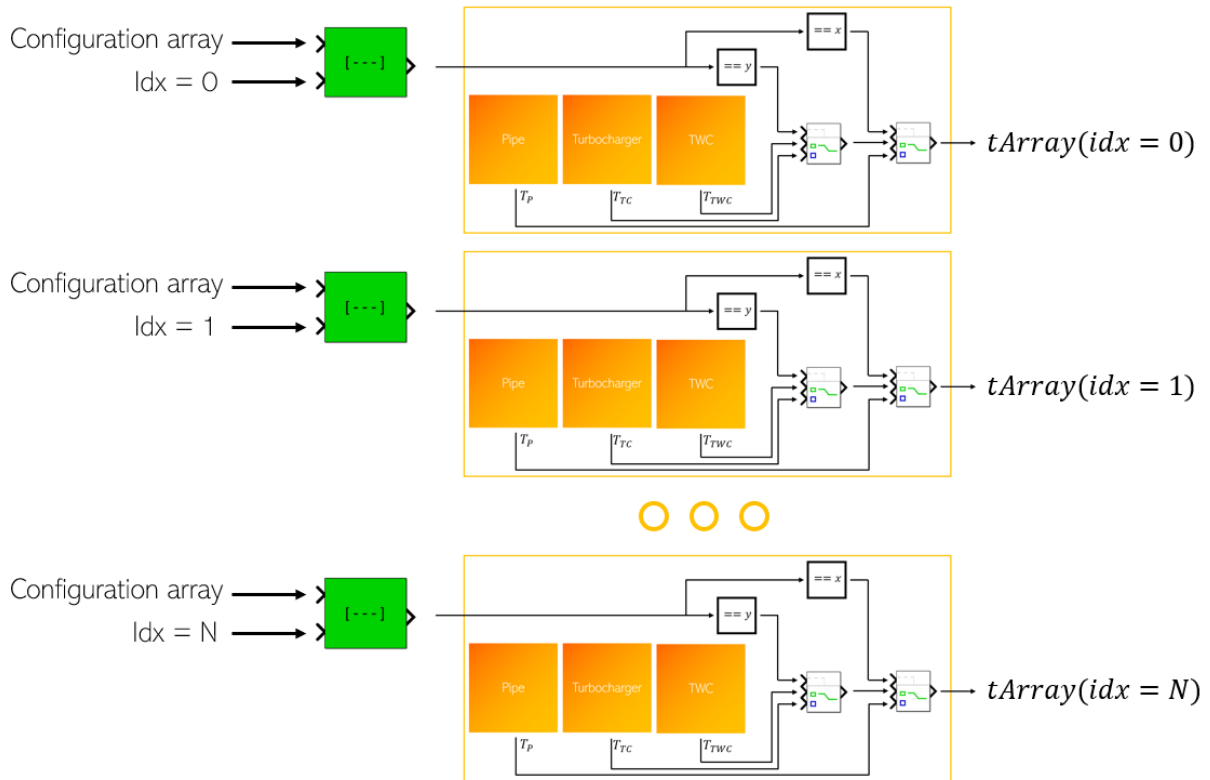 Configuration array
Idx = 0
[---]
== x
== y
Pipe
Turbocharger
TWC
T_P
T_TC
T_TWC
tArray(idx = 0)
Configuration array
Idx = 1
[---]
== x
== y
Pipe
Turbocharger
TWC
T_P
T_TC
T_TWC
tArray(idx = 1)
Configuration array
Idx = N
[---]
== x
== y
Pipe
Turbocharger
TWC
T_P
T_TC
T_TWC
tArray(idx = N)